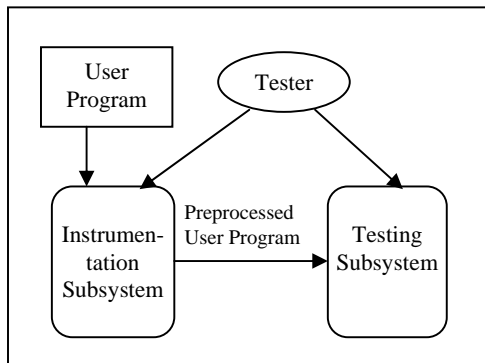 User
Program
Tester
Preprocessed
User Program
Instrumen-
tation
Subsystem
Testing
Subsystem